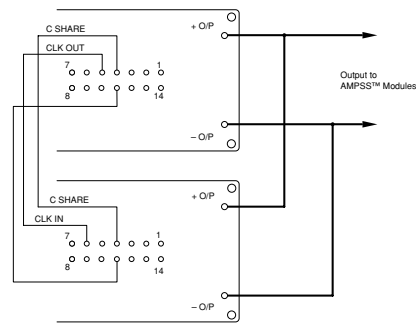 C SHARE
+ O/P
CLK OUT
7 1
8 14
Output to
AMPSS™ Modules
– O/P
C SHARE
+ O/P
CLK IN
7 1
8 14
– O/P